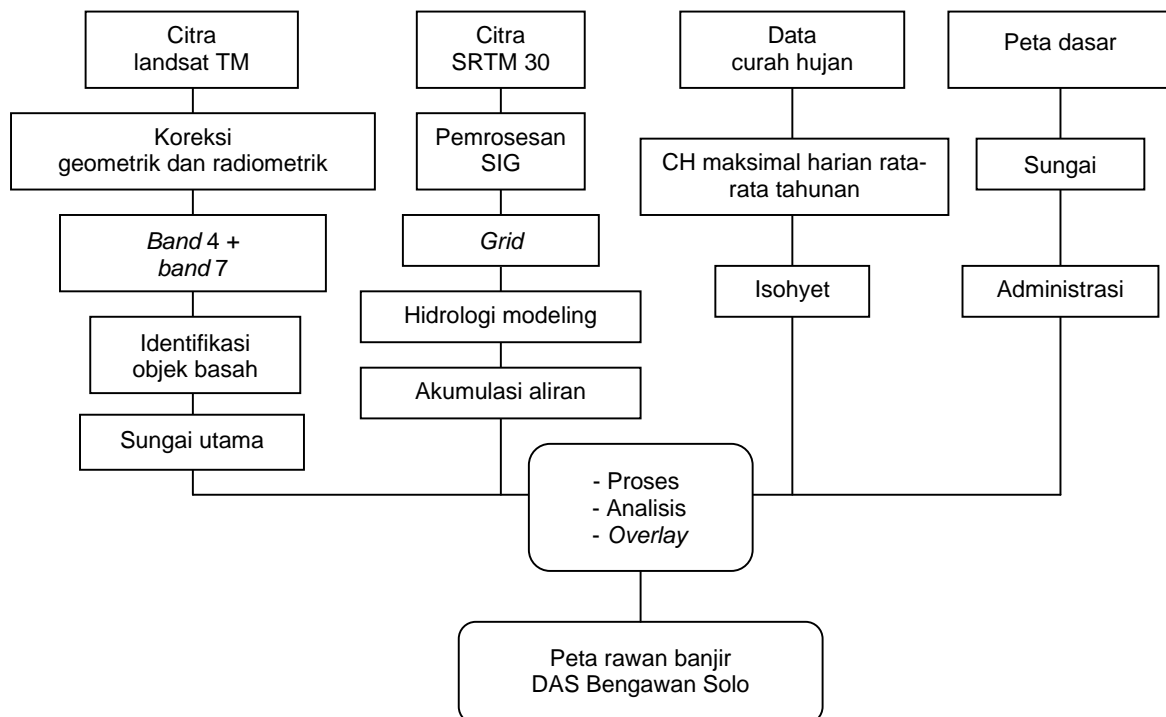 Citra
landsat TM
Koreksi
geometrik dan radiometrik
Band 4 +
band 7
Identifikasi
objek basah
Sungai utama
Citra
SRTM 30
Pemrosesan
SIG
Grid
Hidrologi modeling
Akumulasi aliran
Data
curah hujan
CH maksimal harian rata-
rata tahunan
Isohyet
Peta dasar
Sungai
Administrasi
- Proses
- Analisis
- Overlay
Peta rawan banjir
DAS Bengawan Solo